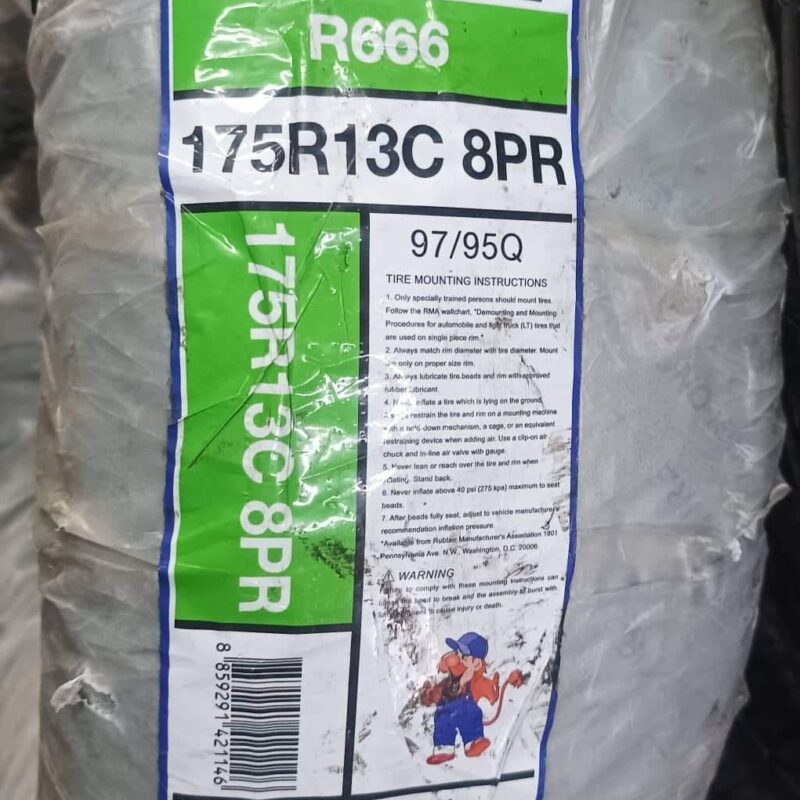 R666
175R13C 8PR
175R13C 8PR
97/95Q
TIRE MOUNTING INSTRUCTIONS
1. Only specially trained persons should mount tires.
Follow the RMA wallchart, "Demounting and Mounting
Procedures for automobile and light truck (LT) tires that
are used on single piece rim."
2. Always match rim diameter with tire diameter. Mount
only on proper size rim.
3. Always lubricate tire beads and rim with approved
rubber lubricant.
4. inflate a tire which is lying on the ground.
restrain the tire and rim on a mounting machine
with a hold-down mechanism, a cage, or an equivalent
restraining device when adding air. Use a clip-on air
chuck and in-line air valve with gauge.
5. Never lean or reach over the tire and rim when
Stand back.
6. Never inflate above 40 psi (275 kpa) maximum to seat
beads.
7. After beads fully seat, adjust to vehicle manufacturer
recommendation inflation pressure.
*Available from Rubber Manufacturer's Association 1901
Pennsylvania Ave. N.W., Washington, D.C. 20006
WARNING
to comply with these mounting instructions can
bead to break and the assembly to burst with
to cause injury or death.
8 859291 421146